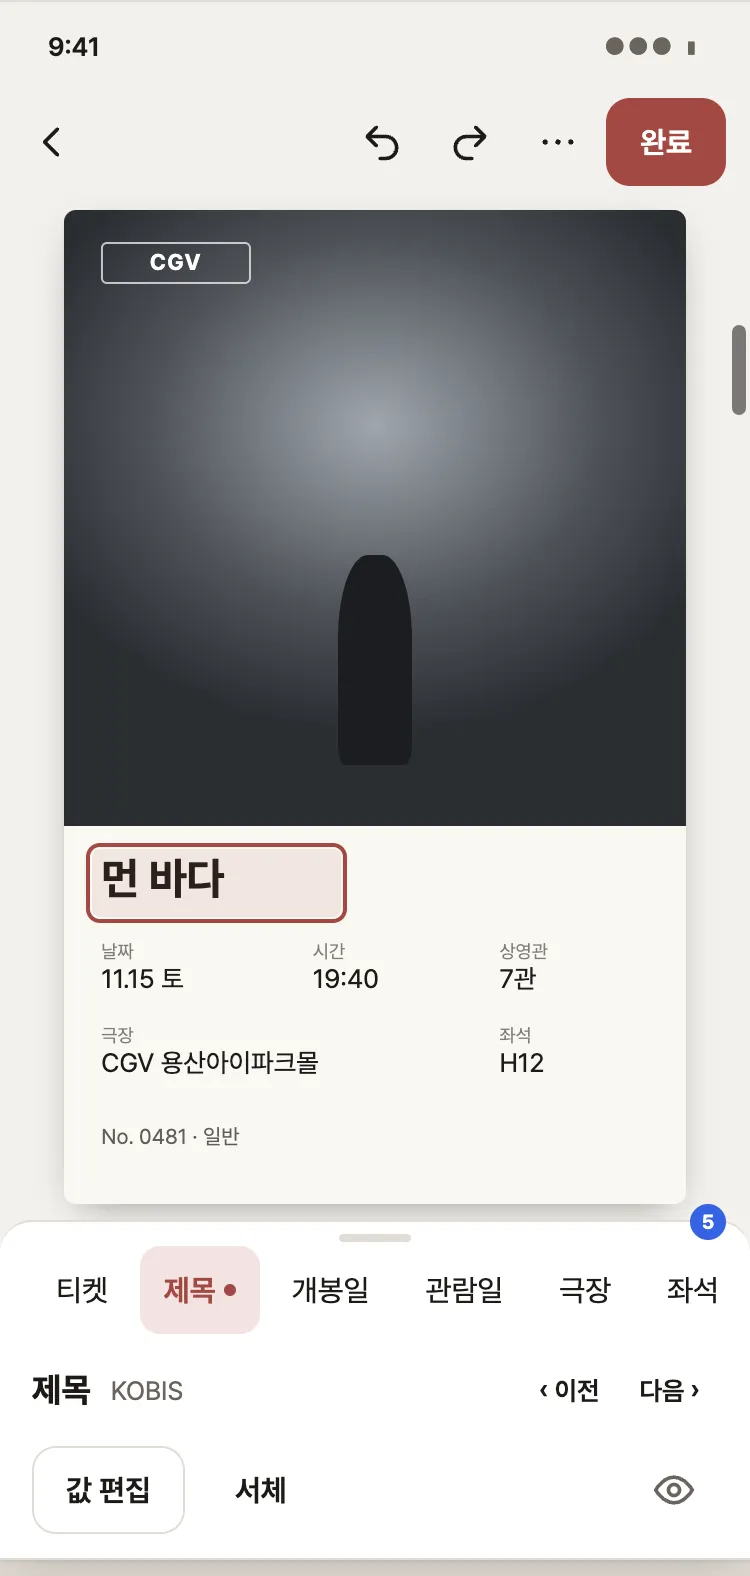 9:41
완료
CGV
먼 바다
날짜 시간 상영관
11.15 토 19:40 7관
극장 좌석
CGV 용산아이파크몰 H12
No. 0481 · 일반
5
티켓 제목 개봉일 관람일 극장 좌석
제목 KOBIS ‹ 이전 다음 ›
값 편집 서체